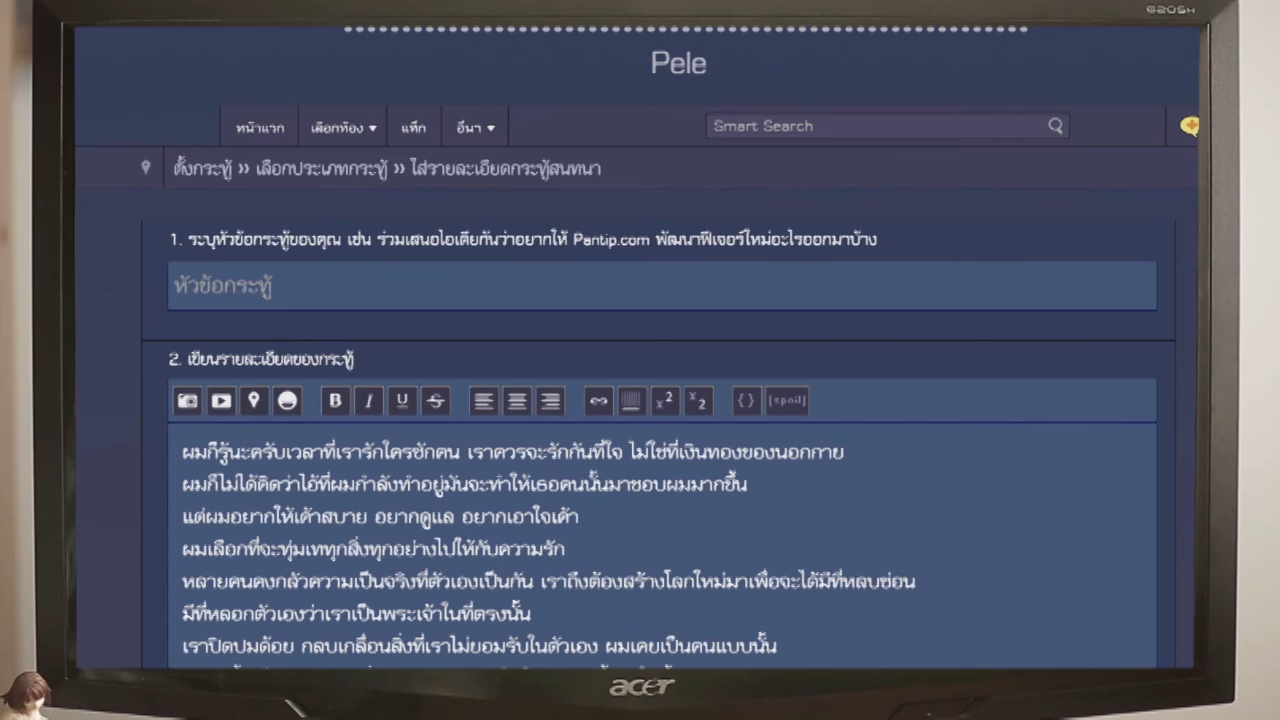 G205H
Pele
หน้าแรก เลือกห้อง ▾ แท็ก อื่นๆ ▾ Smart Search
ตั้งกระทู้ » เลือกประเภทกระทู้ » ใส่รายละเอียดกระทู้สนทนา
1. ระบุหัวข้อกระทู้ของคุณ เช่น ร่วมเสนอไอเดียกันว่าอยากให้ Pantip.com พัฒนาฟีเจอร์ใหม่อะไรออกมาบ้าง
หัวข้อกระทู้
2. เขียนรายละเอียดของกระทู้
B I U S x² x₂ {} [spoil]
ผมก็รู้นะครับเวลาที่เรารักใครซักคน เราควรจะรักกันที่ใจ ไม่ใช่ที่เงินทองของนอกกาย
ผมก็ไม่ได้คิดว่าไอ้ที่ผมกำลังทำอยู่มันจะทำให้เธอคนนั้นมาชอบผมมากขึ้น
แต่ผมอยากให้เค้าสบาย อยากดูแล อยากเอาใจเค้า
ผมเลือกที่จะทุ่มเททุกสิ่งทุกอย่างไปให้กับความรัก
หลายคนคงกลัวความเป็นจริงที่ตัวเองเป็นกัน เราถึงต้องสร้างโลกใหม่มาเพื่อจะได้มีที่หลบซ่อน
มีที่หลอกตัวเองว่าเราเป็นพระเจ้าในที่ตรงนั้น
เราปิดปมด้อย กลบเกลื่อนสิ่งที่เราไม่ยอมรับในตัวเอง ผมเคยเป็นคนแบบนั้น
acer